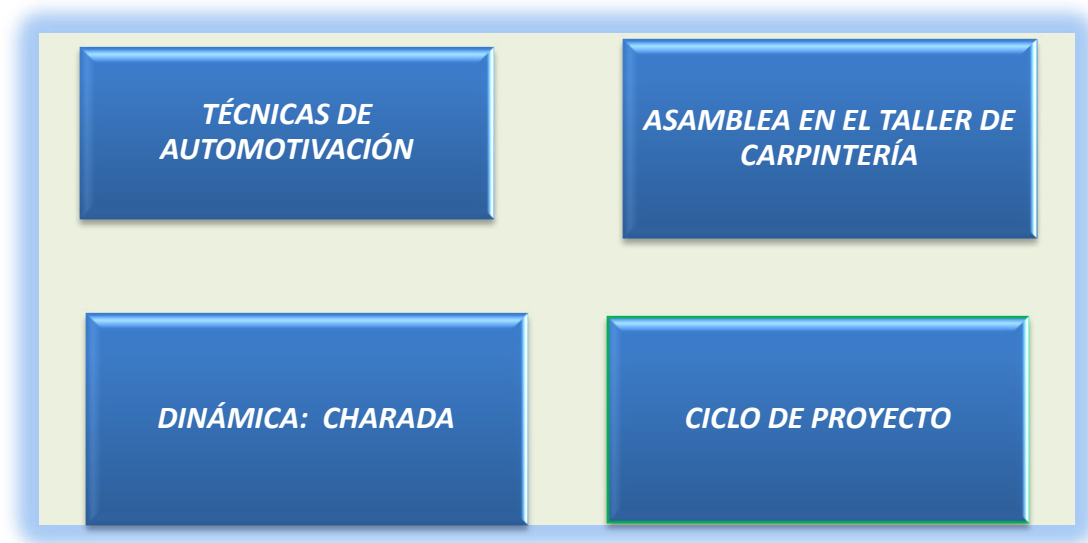 TÉCNICAS DE
AUTOMOTIVACIÓN
ASAMBLEA EN EL TALLER DE
CARPINTERÍA
DINÁMICA: CHARADA
CICLO DE PROYECTO